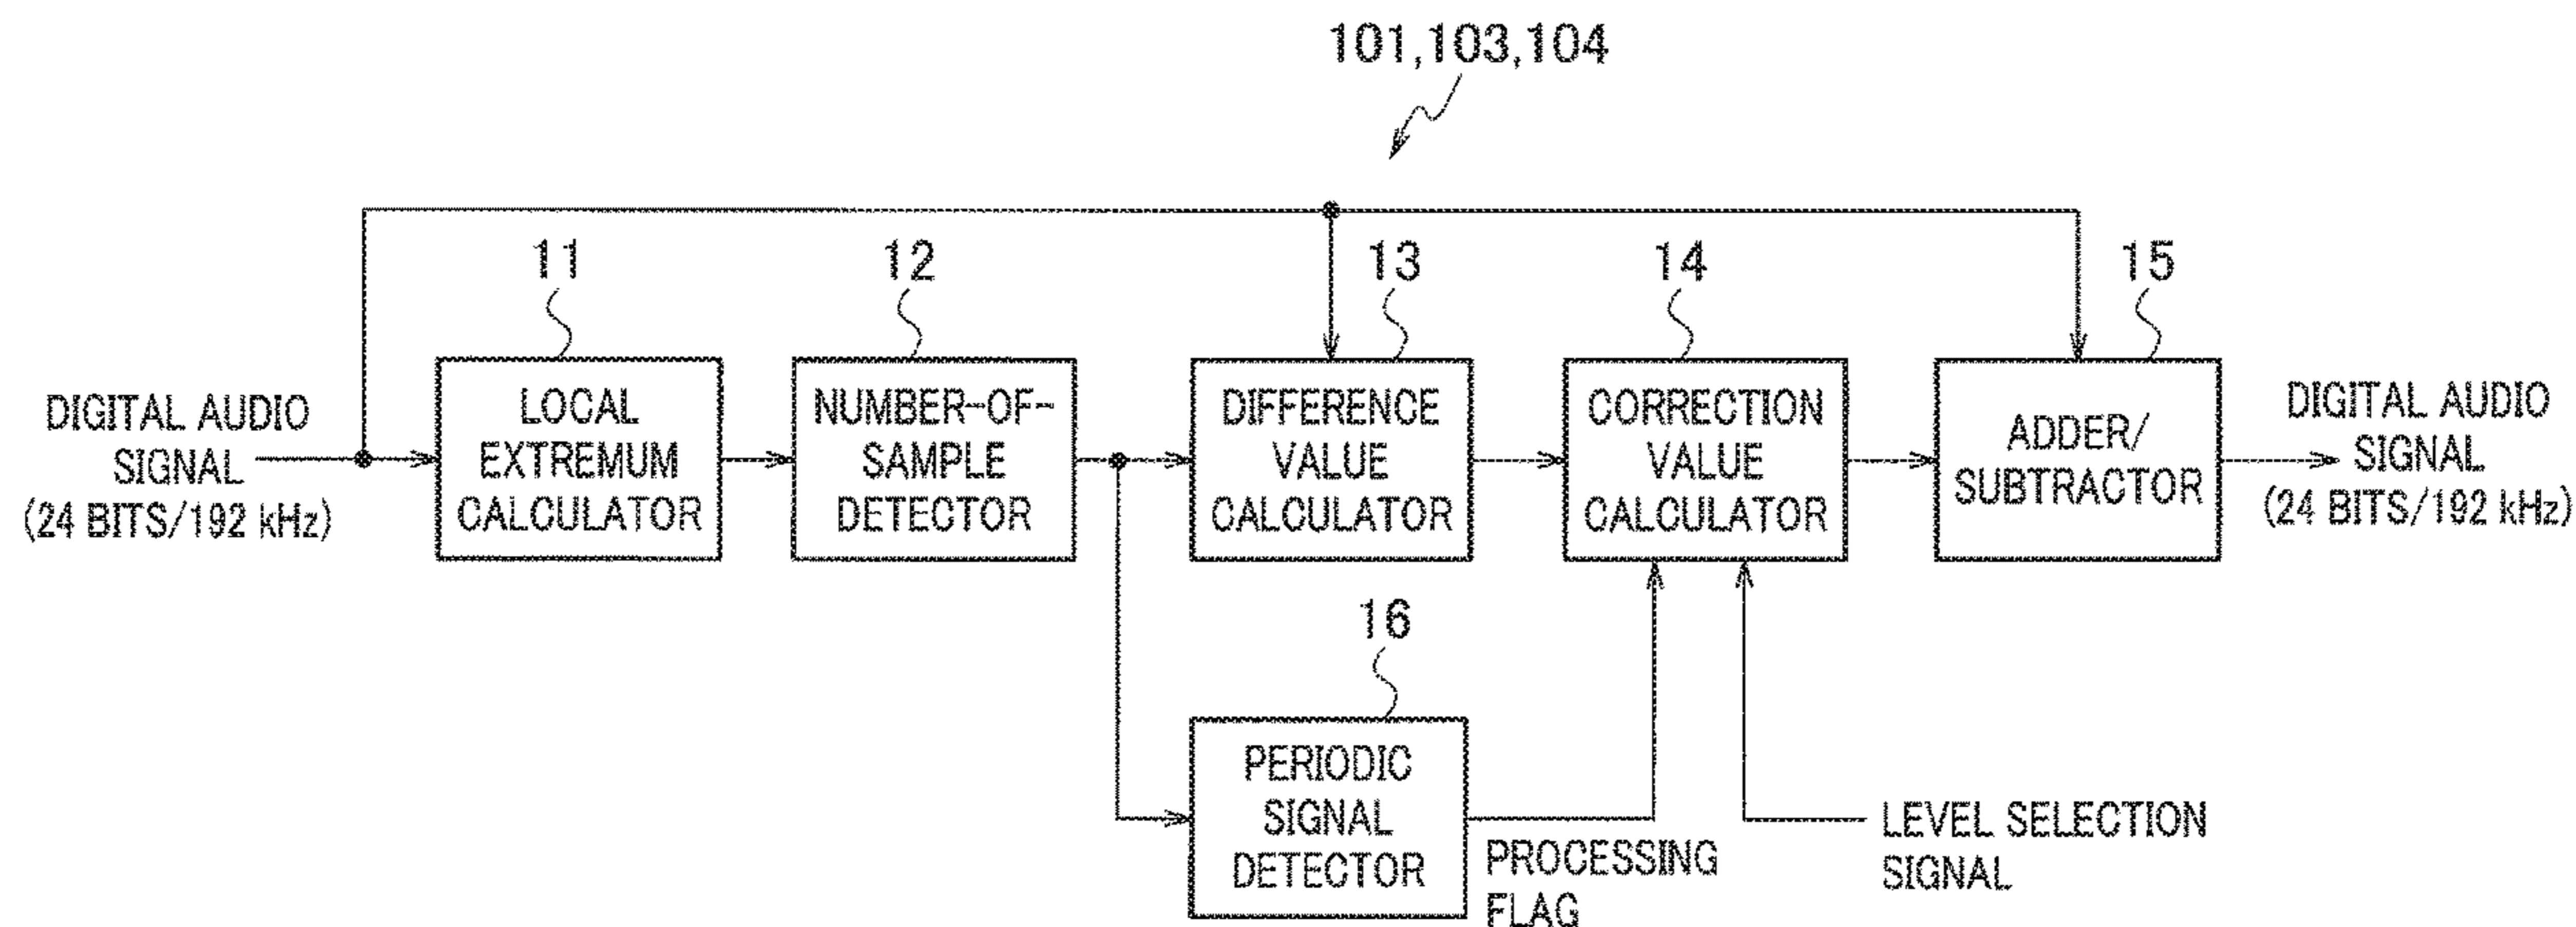 101,103,104
11
12
13
14
15
DIGITAL AUDIO
SIGNAL
(24 BITS/192 kHz)
LOCAL
EXTREMUM
CALCULATOR
NUMBER-OF-
SAMPLE
DETECTOR
DIFFERENCE
VALUE
CALCULATOR
CORRECTION
VALUE
CALCULATOR
ADDER/
SUBTRACTOR
DIGITAL AUDIO
SIGNAL
(24 BITS/192 kHz)
16
PERIODIC
SIGNAL
DETECTOR
PROCESSING
FLAG
LEVEL SELECTION
SIGNAL